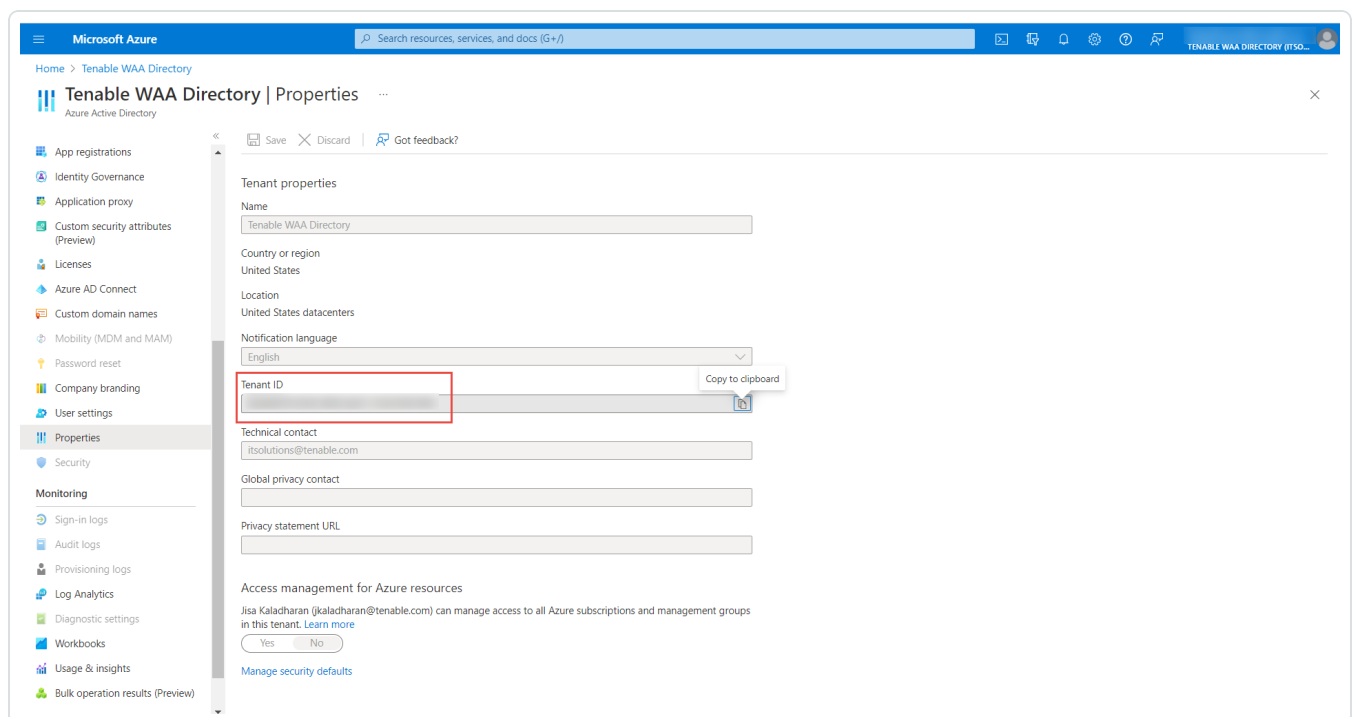 Microsoft Azure
Search resources, services, and docs (G+/)
TENABLE WAA DIRECTORY (ITSO...
Home > Tenable WAA Directory
Tenable WAA Directory | Properties ...
Azure Active Directory
«
Save Discard Got feedback?
App registrations
Identity Governance
Application proxy
Custom security attributes
(Preview)
Licenses
Azure AD Connect
Custom domain names
Mobility (MDM and MAM)
Password reset
Company branding
User settings
Properties
Security
Monitoring
Sign-in logs
Audit logs
Provisioning logs
Log Analytics
Diagnostic settings
Workbooks
Usage & insights
Bulk operation results (Preview)
Tenant properties
Name
Tenable WAA Directory
Country or region
United States
Location
United States datacenters
Notification language
English
Tenant ID
Copy to clipboard
Technical contact
itsolutions@tenable.com
Global privacy contact
Privacy statement URL
Access management for Azure resources
Jisa Kaladharan (jkaladharan@tenable.com) can manage access to all Azure subscriptions and management groups
in this tenant. Learn more
Yes No
Manage security defaults